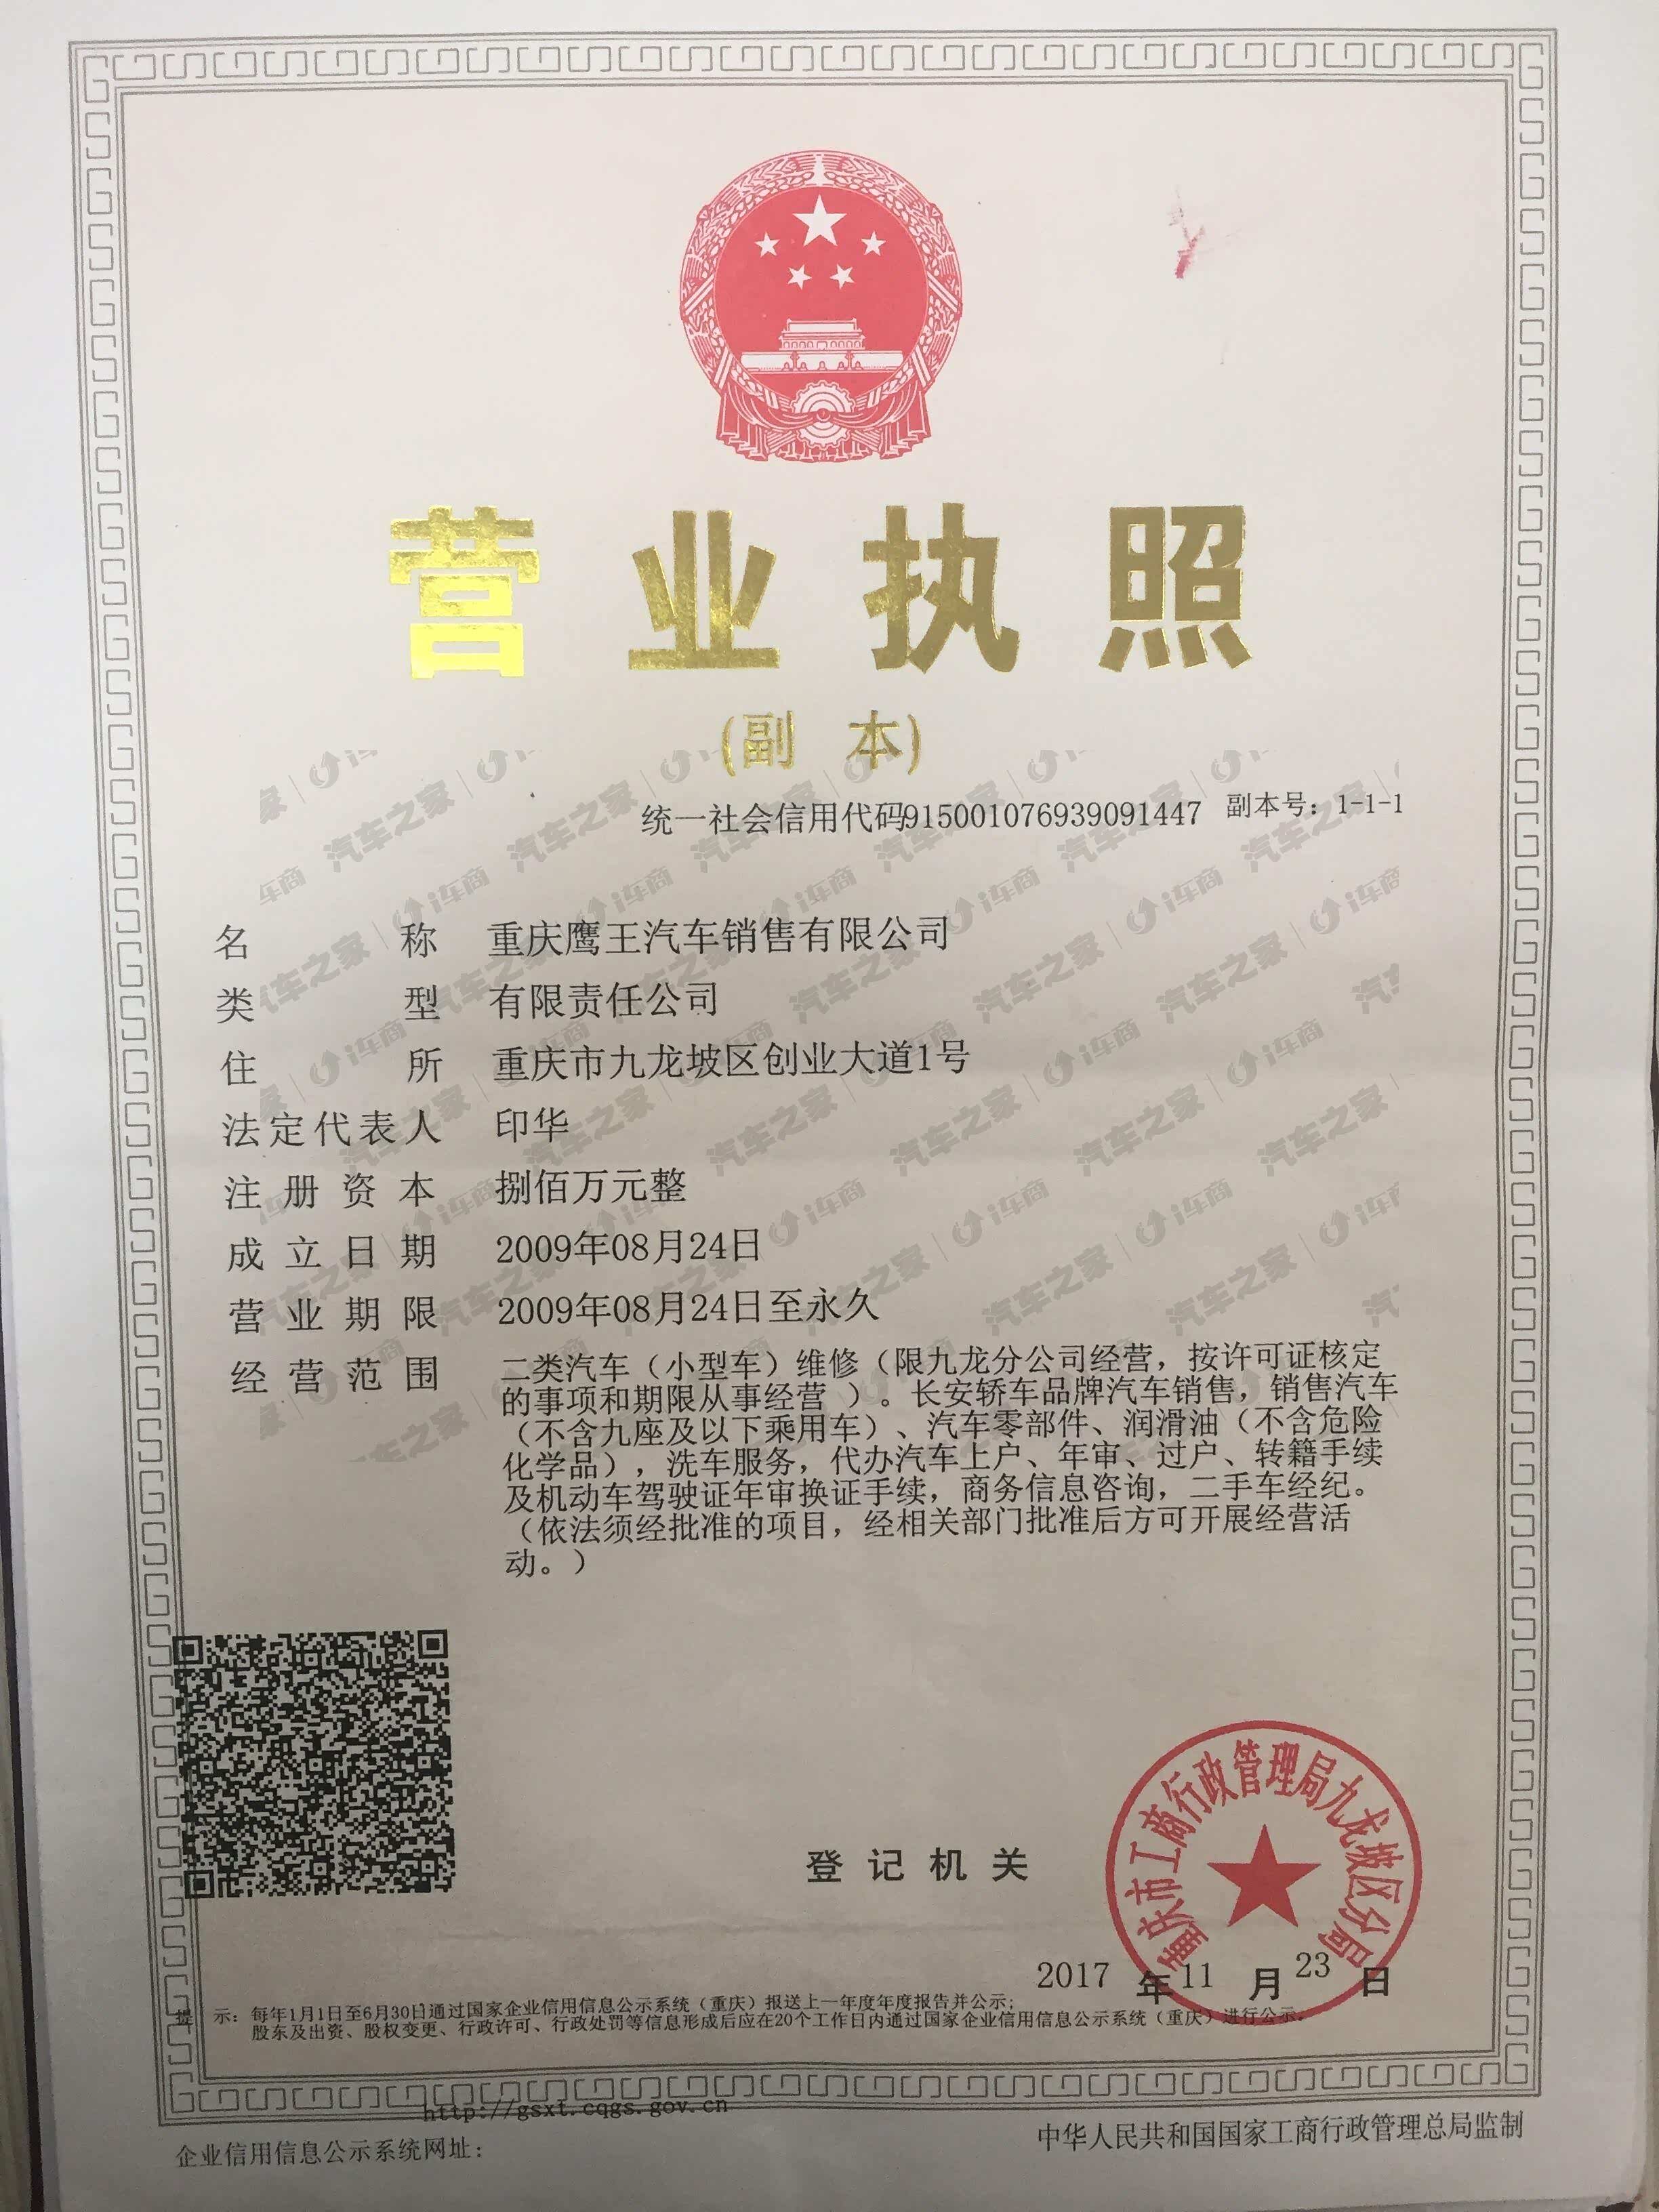 营业执照
(副 本)
统一社会信用代码915001076939091447 副本号：1-1-1
名 称 重庆鹰王汽车销售有限公司
类 型 有限责任公司
住 所 重庆市九龙坡区创业大道1号
法定代表人 印华
注册资本 捌佰万元整
成立日期 2009年08月24日
营业期限 2009年08月24日至永久
经营范围 二类汽车（小型车）维修（限九龙分公司经营，按许可证核定
的事项和期限从事经营 ）。长安轿车品牌汽车销售，销售汽车
（不含九座及以下乘用车）、汽车零部件、润滑油（不含危险
化学品），洗车服务，代办汽车上户、年审、过户、转籍手续
及机动车驾驶证年审换证手续，商务信息咨询，二手车经纪。
（依法须经批准的项目，经相关部门批准后方可开展经营活
动。）
登记机关
重庆市工商行政管理局九龙坡区分局
2017 年 11 月 23 日
提 示：每年1月1日至6月30日通过国家企业信用信息公示系统（重庆）报送上一年度年度报告并公示；
股东及出资、股权变更、行政许可、行政处罚等信息形成后应在20个工作日内通过国家企业信用信息公示系统（重庆）进行公示。
http://gsxt.cqgs.gov.cn
企业信用信息公示系统网址：
中华人民共和国国家工商行政管理总局监制
汽车之家 | i车商